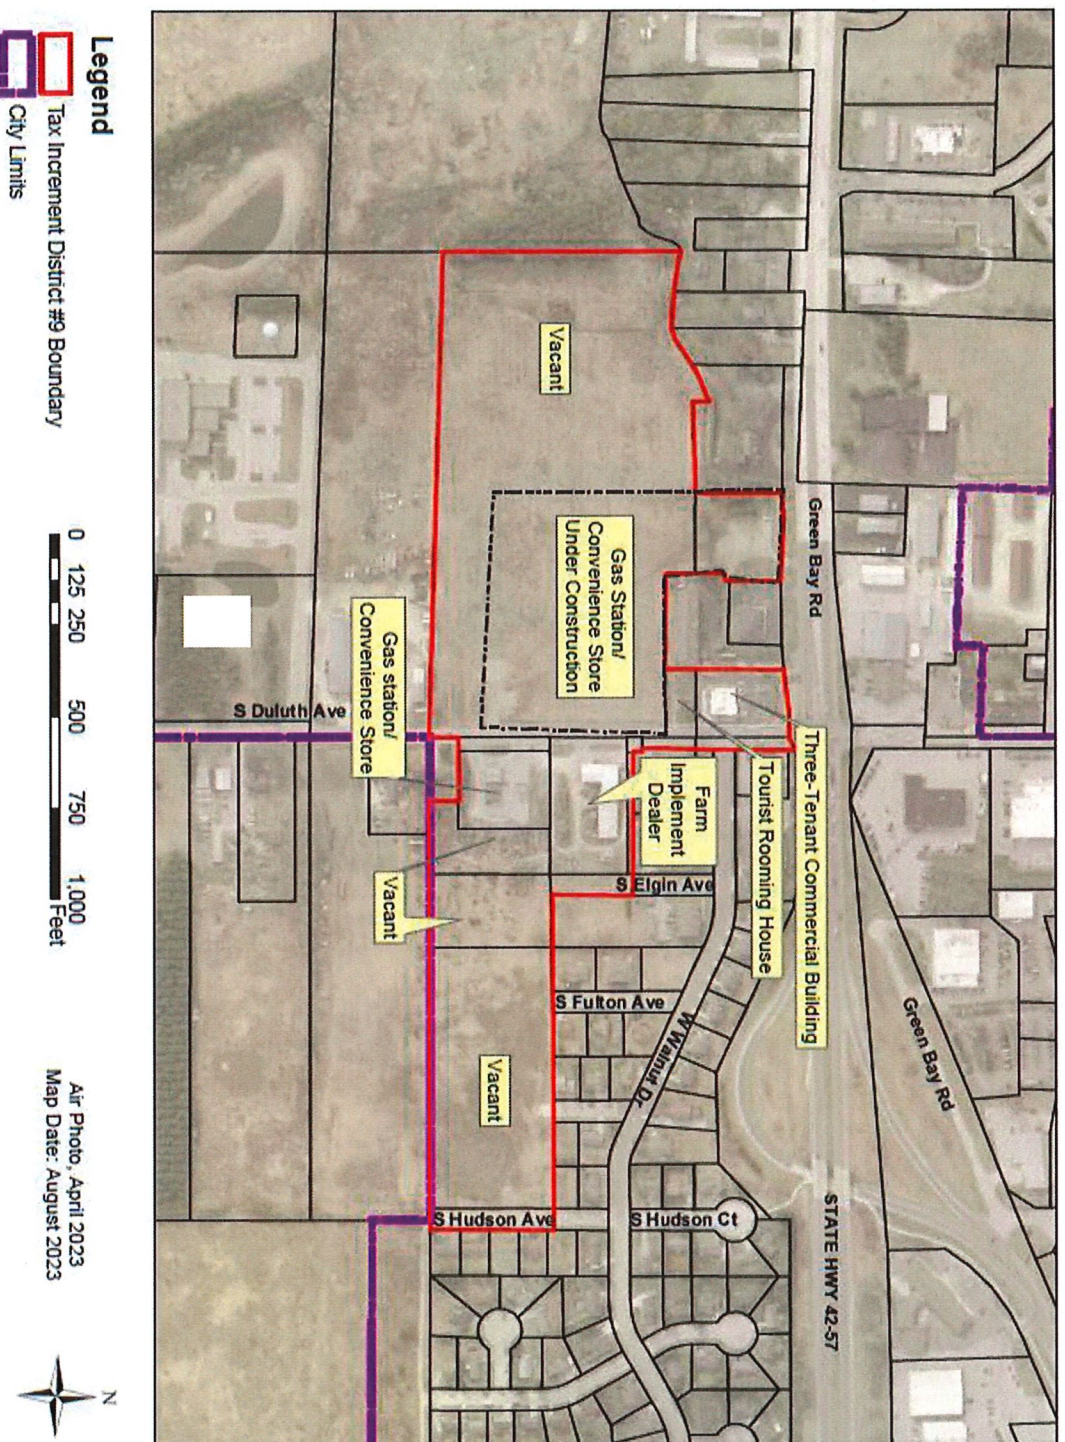 Green Bay Rd
Green Bay Rd
STATE HWY 42-57
Three-Tenant Commercial Building
Tourist Rooming House
Farm
Implement
Dealer
Vacant
Gas Station/
Convenience Store
Under Construction
S Elgin Ave
S Fulton Ave
W Walnut Dr
S Hudson Ct
S Hudson Ave
Vacant
Vacant
Gas station/
Convenience Store
S Duluth Ave
Legend
Tax Increment District #9 Boundary
City Limits
0 125 250 500 750 1,000
Feet
Air Photo, April 2023
Map Date: August 2023
N